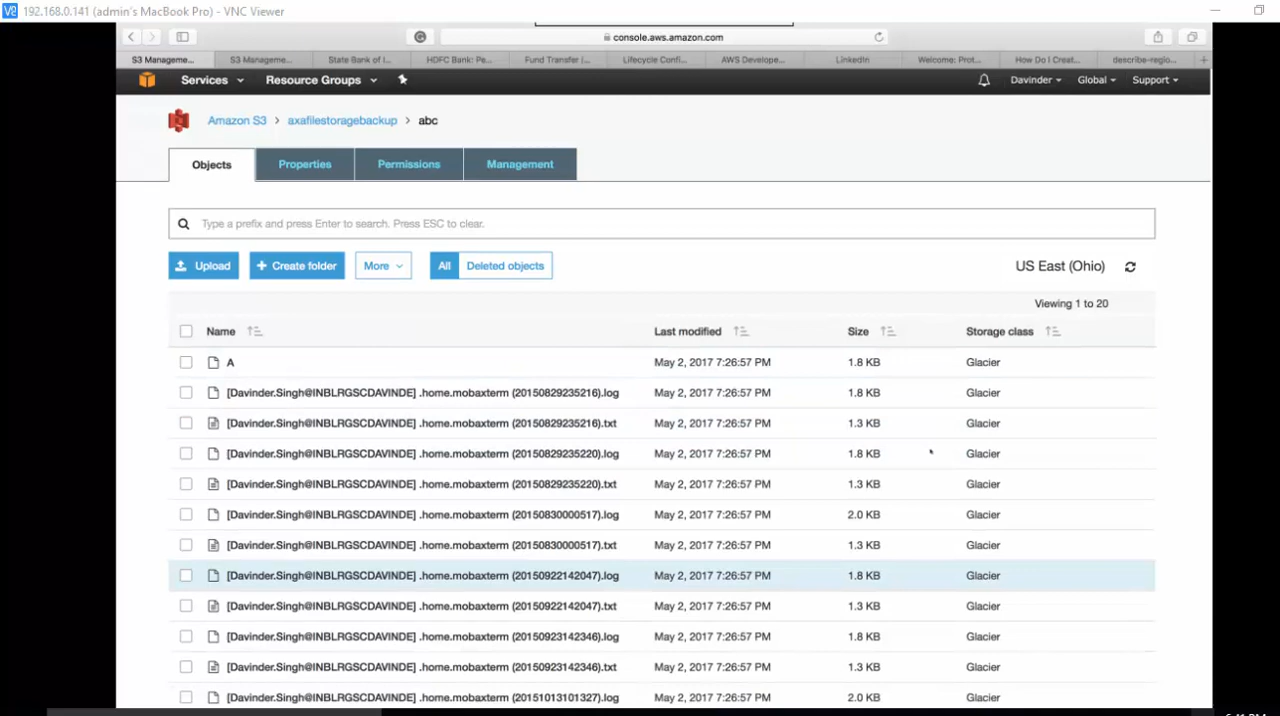 192.168.0.141 (admin's MacBook Pro) - VNC Viewer
console.aws.amazon.com
S3 Manageme... S3 Manageme... State Bank of I... HDFC Bank: Pe... Fund Transfer (... Lifecycle Confi... AWS Develope... LinkedIn Welcome: Prot... How Do I Creat... describe-regio...
Services Resource Groups Davinder Global Support
Amazon S3 > axafilestoragebackup > abc
Objects Properties Permissions Management
Type a prefix and press Enter to search. Press ESC to clear.
Upload + Create folder More All Deleted objects US East (Ohio)
Viewing 1 to 20
Name Last modified Size Storage class
A May 2, 2017 7:26:57 PM 1.8 KB Glacier
[Davinder.Singh@INBLRGSCDAVINDE] .home.mobaxterm (20150829235216).log May 2, 2017 7:26:57 PM 1.8 KB Glacier
[Davinder.Singh@INBLRGSCDAVINDE] .home.mobaxterm (20150829235216).txt May 2, 2017 7:26:57 PM 1.3 KB Glacier
[Davinder.Singh@INBLRGSCDAVINDE] .home.mobaxterm (20150829235220).log May 2, 2017 7:26:57 PM 1.8 KB Glacier
[Davinder.Singh@INBLRGSCDAVINDE] .home.mobaxterm (20150829235220).txt May 2, 2017 7:26:57 PM 1.3 KB Glacier
[Davinder.Singh@INBLRGSCDAVINDE] .home.mobaxterm (20150830000517).log May 2, 2017 7:26:57 PM 2.0 KB Glacier
[Davinder.Singh@INBLRGSCDAVINDE] .home.mobaxterm (20150830000517).txt May 2, 2017 7:26:57 PM 1.3 KB Glacier
[Davinder.Singh@INBLRGSCDAVINDE] .home.mobaxterm (20150922142047).log May 2, 2017 7:26:57 PM 1.8 KB Glacier
[Davinder.Singh@INBLRGSCDAVINDE] .home.mobaxterm (20150922142047).txt May 2, 2017 7:26:57 PM 1.3 KB Glacier
[Davinder.Singh@INBLRGSCDAVINDE] .home.mobaxterm (20150923142346).log May 2, 2017 7:26:57 PM 1.8 KB Glacier
[Davinder.Singh@INBLRGSCDAVINDE] .home.mobaxterm (20150923142346).txt May 2, 2017 7:26:57 PM 1.3 KB Glacier
[Davinder.Singh@INBLRGSCDAVINDE] .home.mobaxterm (20151013101327).log May 2, 2017 7:26:57 PM 2.0 KB Glacier